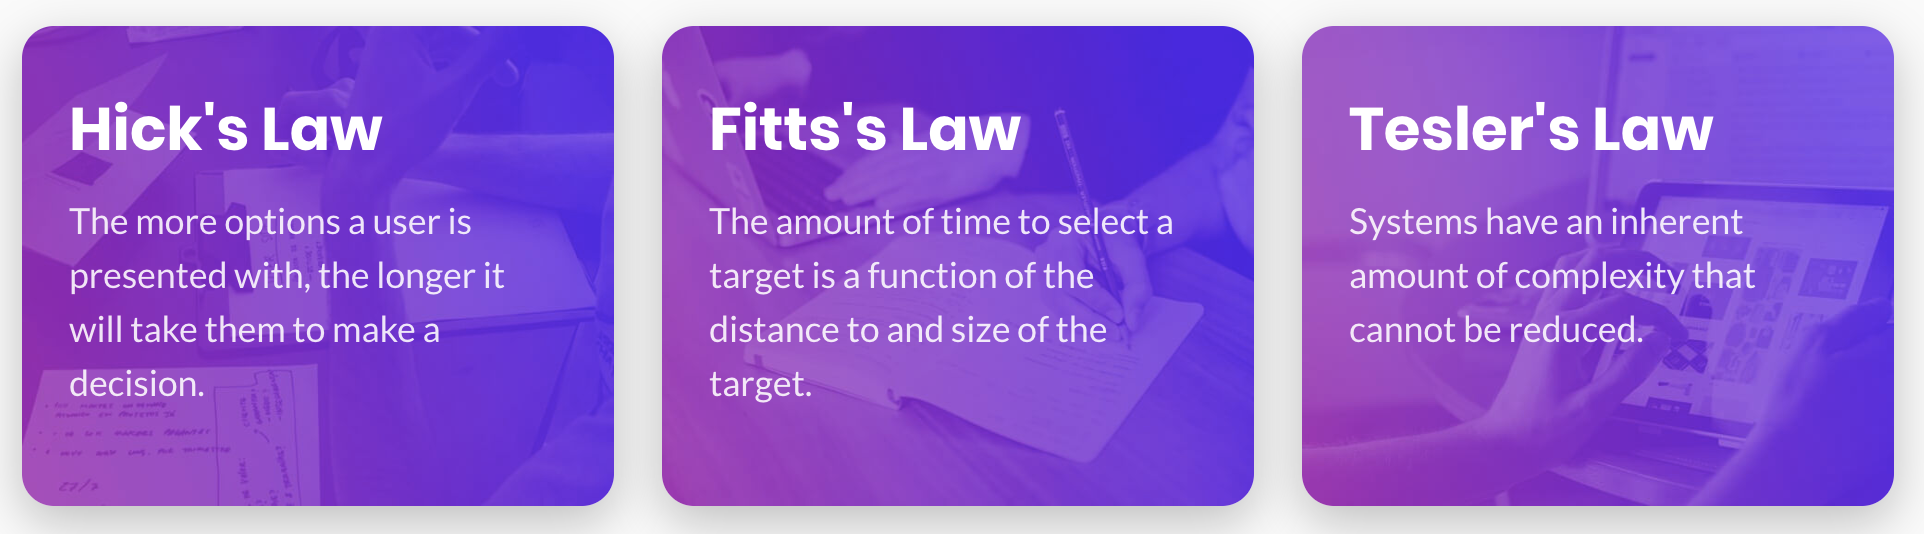 Hick's Law
The more options a user is
presented with, the longer it
will take them to make a
decision.
Fitts's Law
The amount of time to select a
target is a function of the
distance to and size of the
target.
Tesler's Law
Systems have an inherent
amount of complexity that
cannot be reduced.